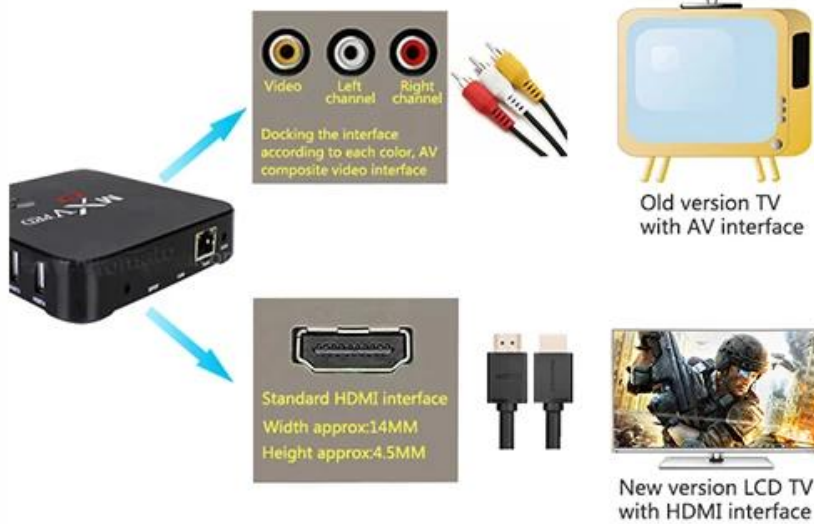 Video
Left
channel
Right
channel
Docking the interface
according to each color, AV
composite video interface
Old version TV
with AV interface
MXV PRO
Standard HDMI interface
Width approx:14MM
Height approx:4.5MM
New version LCD TV
with HDMI interface